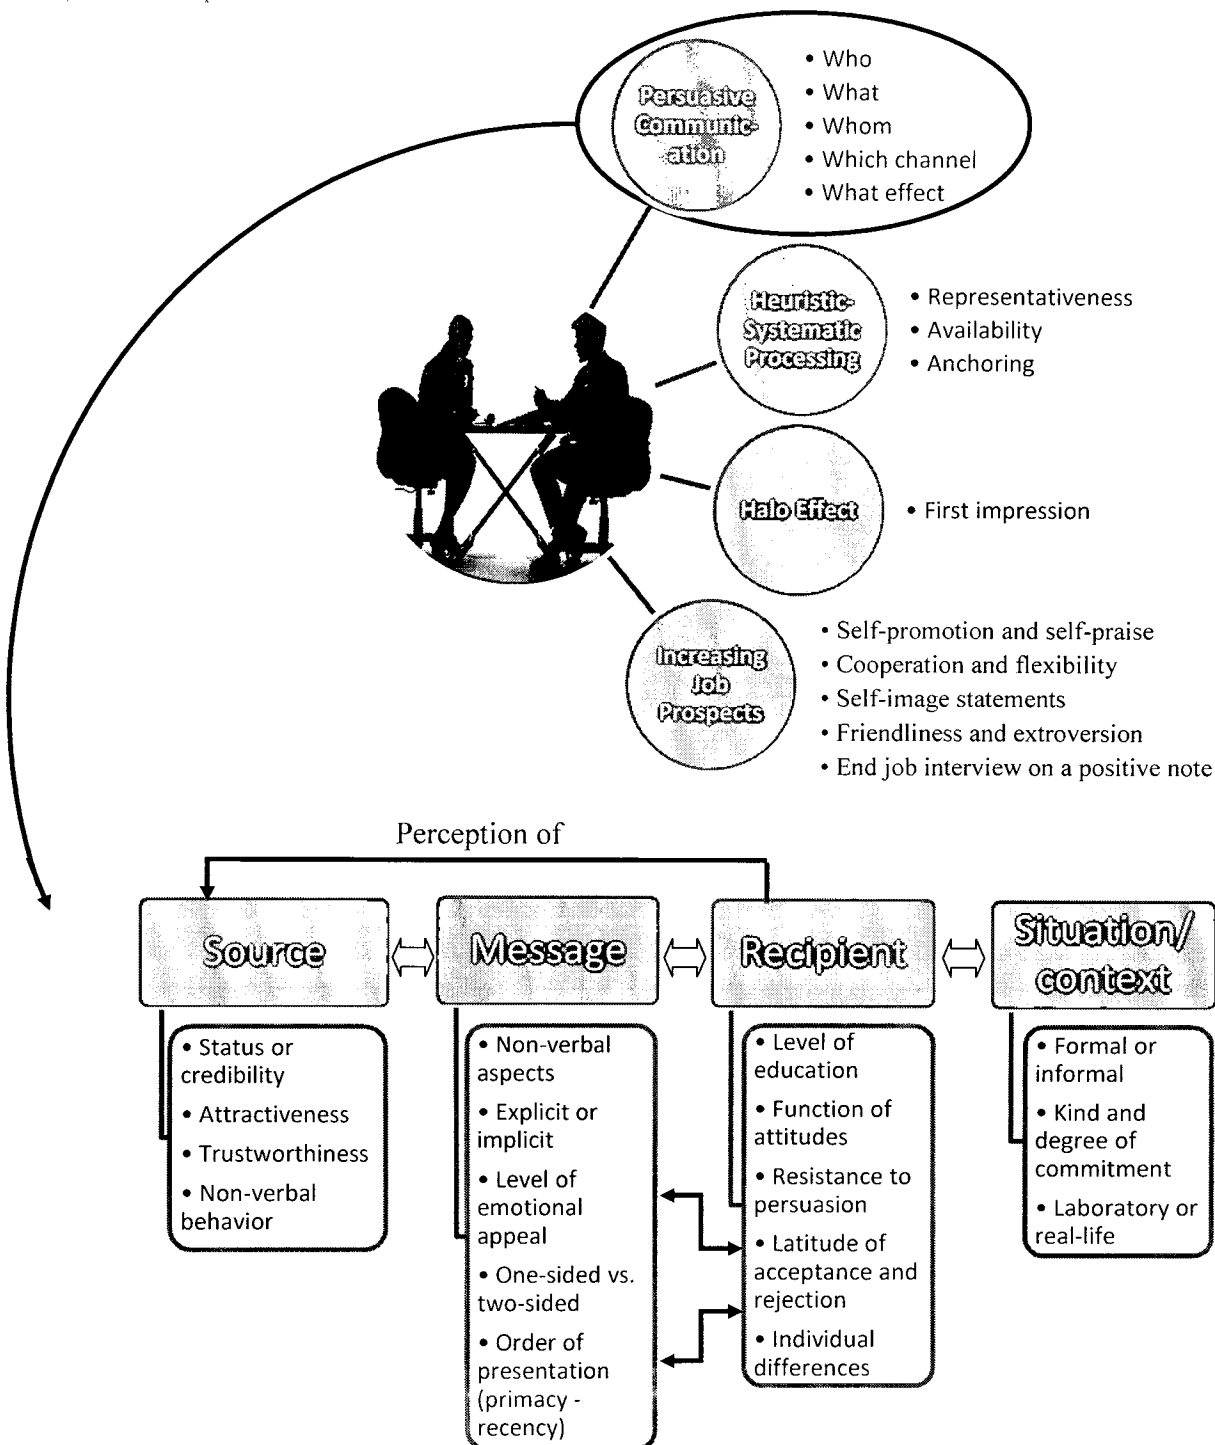 Persuasive
Communic-
ation
• Who
• What
• Whom
• Which channel
• What effect
Heuristic-
Systematic
Processing
• Representativeness
• Availability
• Anchoring
Halo Effect
• First impression
Increasing
Job
Prospects
• Self-promotion and self-praise
• Cooperation and flexibility
• Self-image statements
• Friendliness and extroversion
• End job interview on a positive note
Perception of
Source
• Status or
credibility
• Attractiveness
• Trustworthiness
• Non-verbal
behavior
Message
• Non-verbal
aspects
• Explicit or
implicit
• Level of
emotional
appeal
• One-sided vs.
two-sided
• Order of
presentation
(primacy -
recency)
Recipient
• Level of
education
• Function of
attitudes
• Resistance to
persuasion
• Latitude of
acceptance and
rejection
• Individual
differences
Situation/
context
• Formal or
informal
• Kind and
degree of
commitment
• Laboratory or
real-life